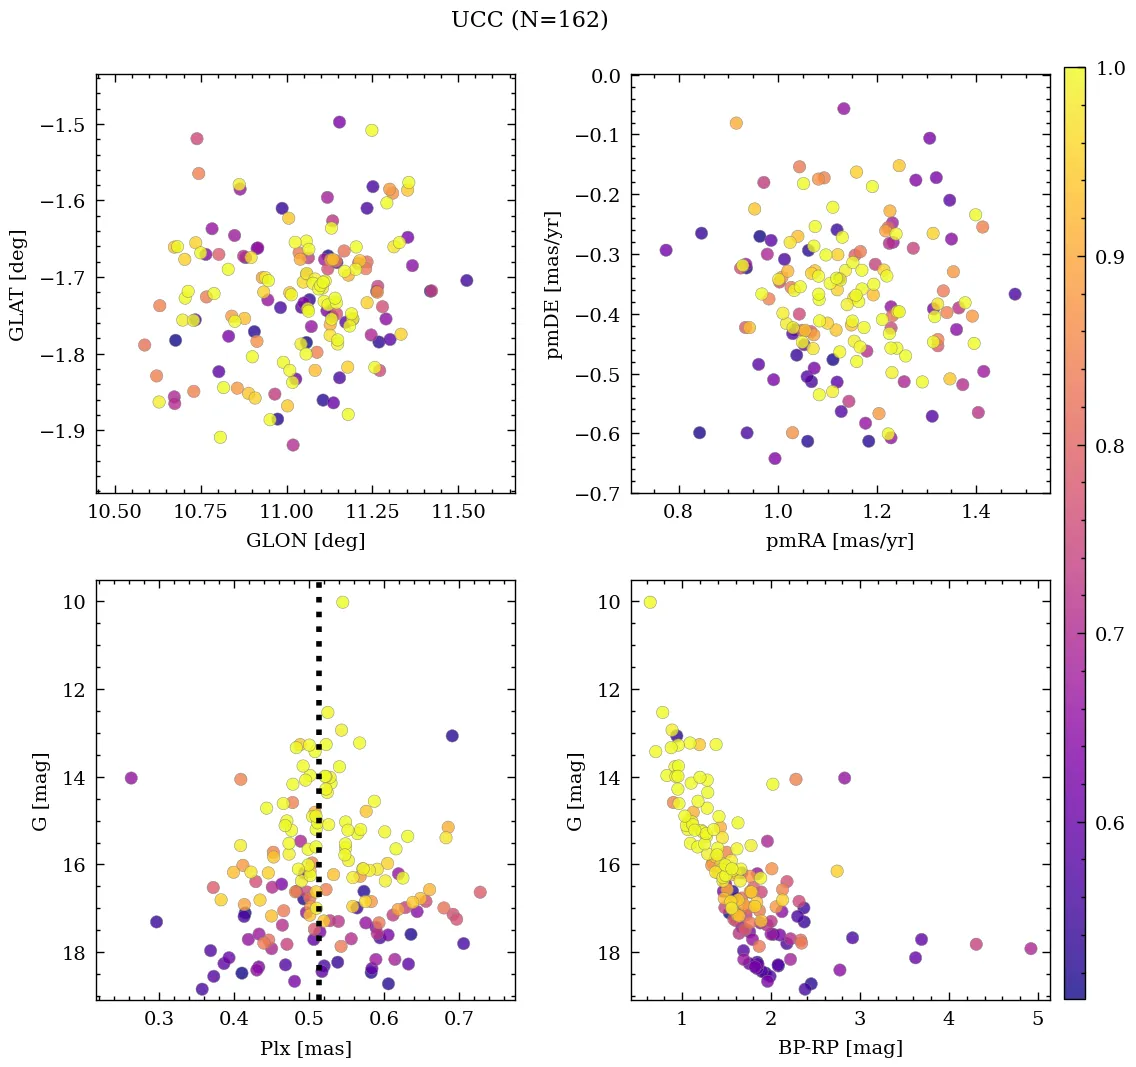 UCC (N=162)
−1.5
−1.6
−1.7
−1.8
−1.9
GLAT [deg]
10.50 10.75 11.00 11.25 11.50
GLON [deg]
0.0
−0.1
−0.2
−0.3
−0.4
−0.5
−0.6
−0.7
pmDE [mas/yr]
0.8 1.0 1.2 1.4
pmRA [mas/yr]
10
12
14
16
18
G [mag]
0.3 0.4 0.5 0.6 0.7
Plx [mas]
10
12
14
16
18
G [mag]
1 2 3 4 5
BP-RP [mag]
1.0
0.9
0.8
0.7
0.6